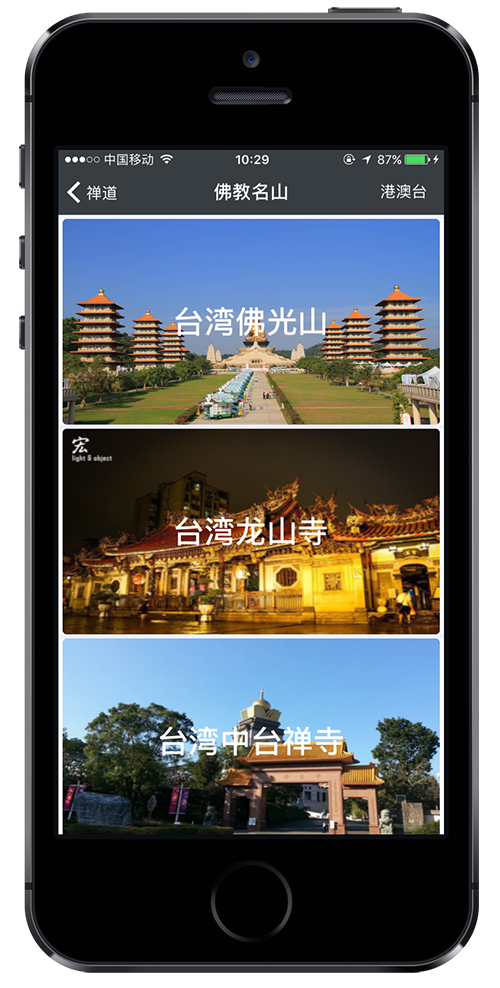 中国移动 10:29 87%
禅道 佛教名山 港澳台
台湾佛光山
宏
light & object
台湾龙山寺
台湾中台禅寺